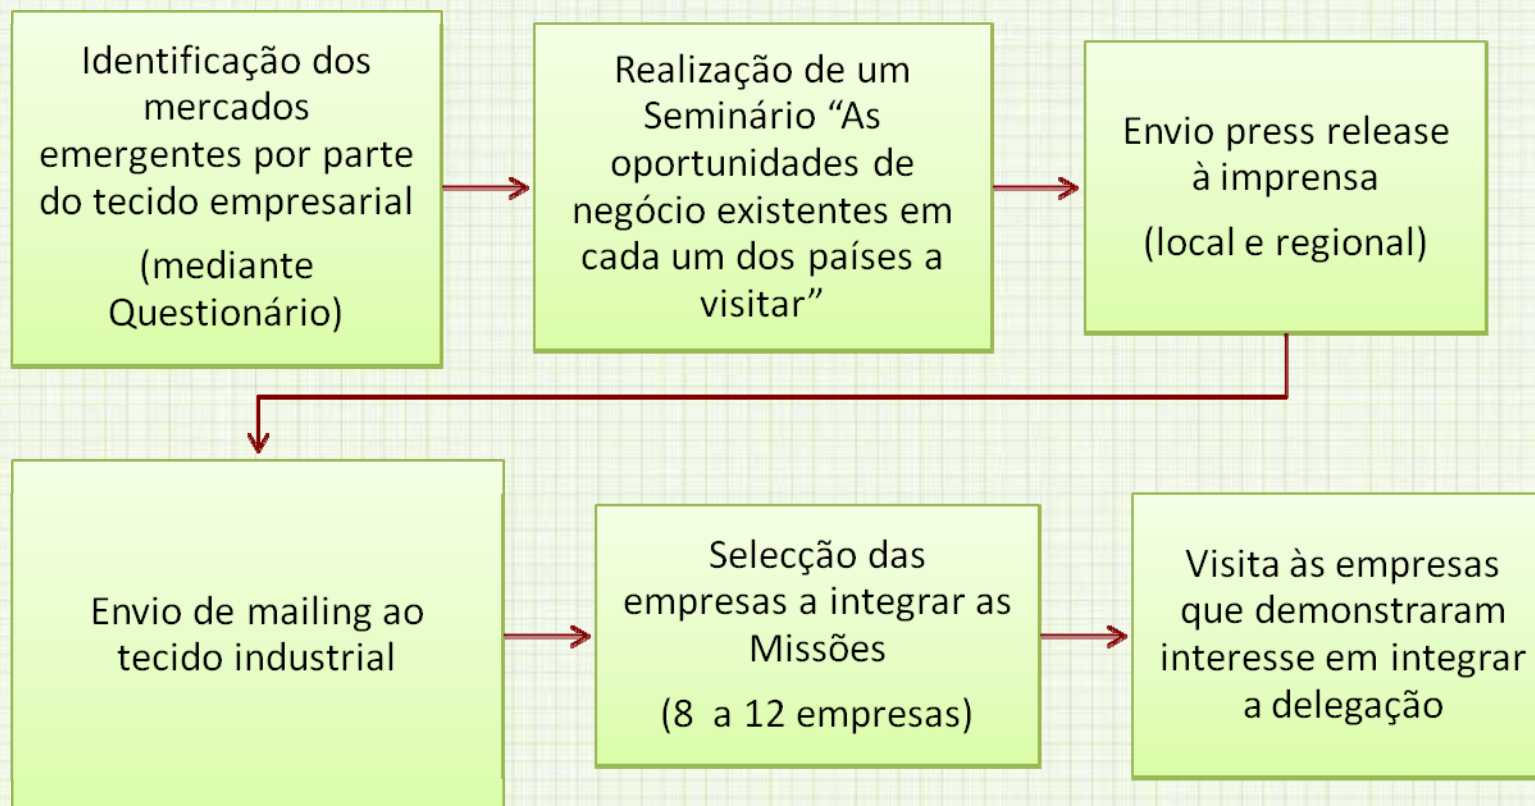 Identificação dos
mercados
emergentes por parte
do tecido empresarial
(mediante
Questionário)
Realização de um
Seminário “As
oportunidades de
negócio existentes em
cada um dos países a
visitar”
Envio press release
à imprensa
(local e regional)
Envio de mailing ao
tecido industrial
Selecção das
empresas a integrar as
Missões
(8  a 12 empresas)
Visita às empresas
que demonstraram
interesse em integrar
a delegação